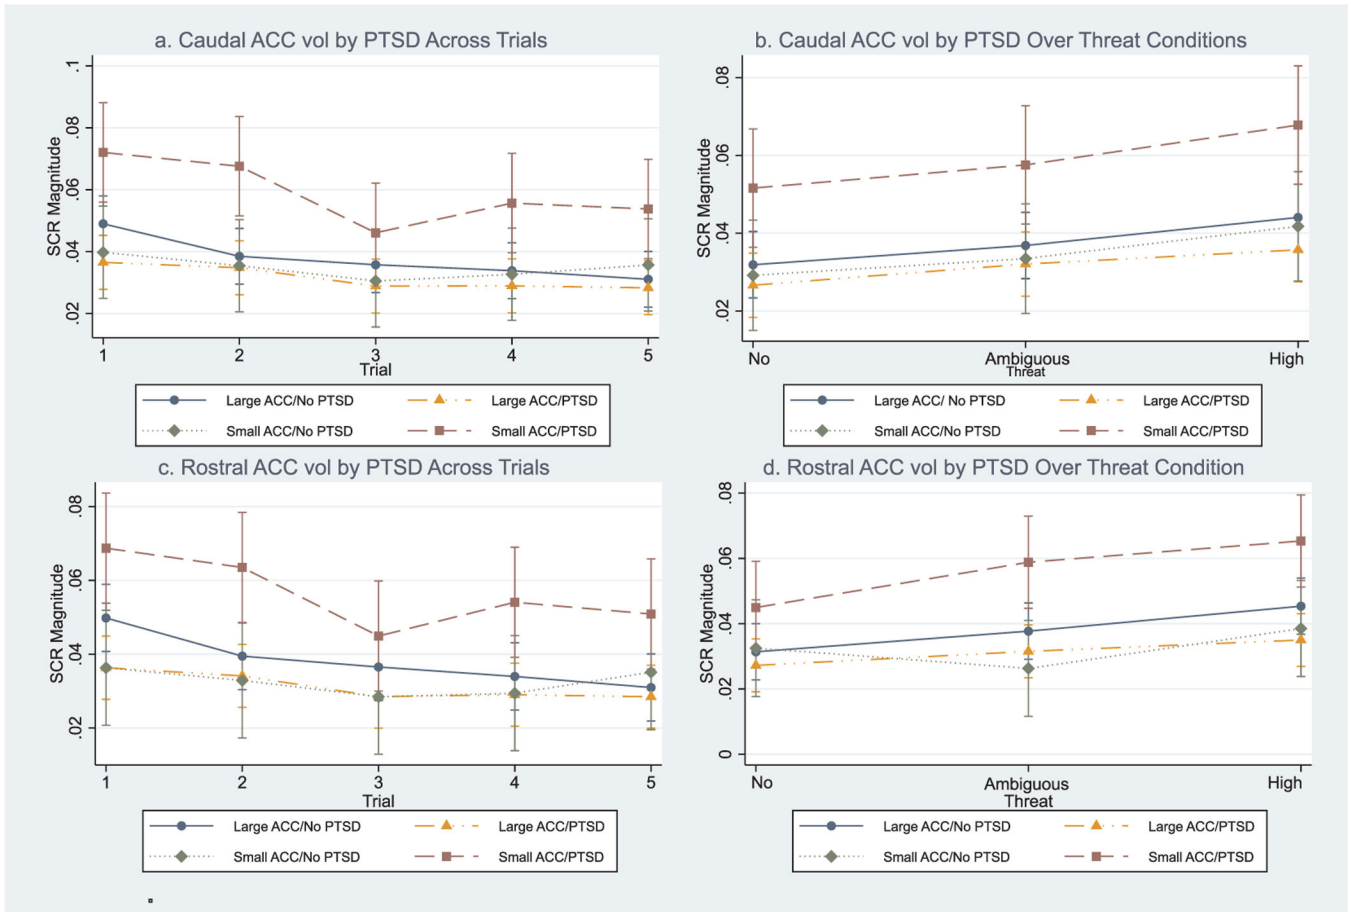 a. Caudal ACC vol by PTSD Across Trials
SCR Magnitude
.1
.08
.06
.04
.02
1 2 3 4 5
Trial
Large ACC/No PTSD Large ACC/PTSD
Small ACC/No PTSD Small ACC/PTSD
b. Caudal ACC vol by PTSD Over Threat Conditions
SCR Magnitude
.08
.06
.04
.02
No Ambiguous High
Threat
Large ACC/ No PTSD Large ACC/PTSD
Small ACC/No PTSD Small ACC/PTSD
c. Rostral ACC vol by PTSD Across Trials
SCR Magnitude
.08
.06
.04
.02
1 2 3 4 5
Trial
Large ACC/No PTSD Large ACC/PTSD
Small ACC/No PTSD Small ACC/PTSD
d. Rostral ACC vol by PTSD Over Threat Condition
SCR Magnitude
.08
.06
.04
.02
0
No Ambiguous High
Threat
Large ACC/No PTSD Large ACC/PTSD
Small ACC/No PTSD Small ACC/PTSD